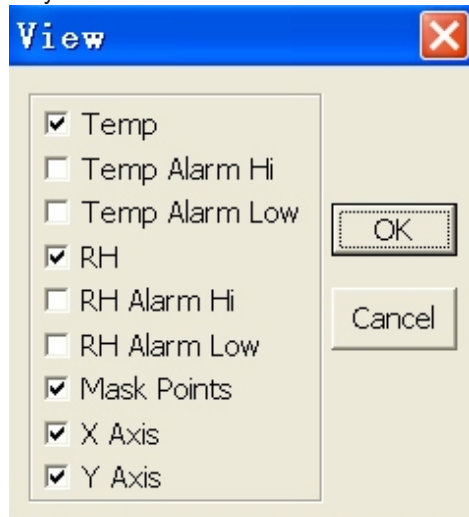 View
Temp
Temp Alarm Hi
Temp Alarm Low
RH
RH Alarm Hi
RH Alarm Low
Mask Points
X Axis
Y Axis
OK
Cancel